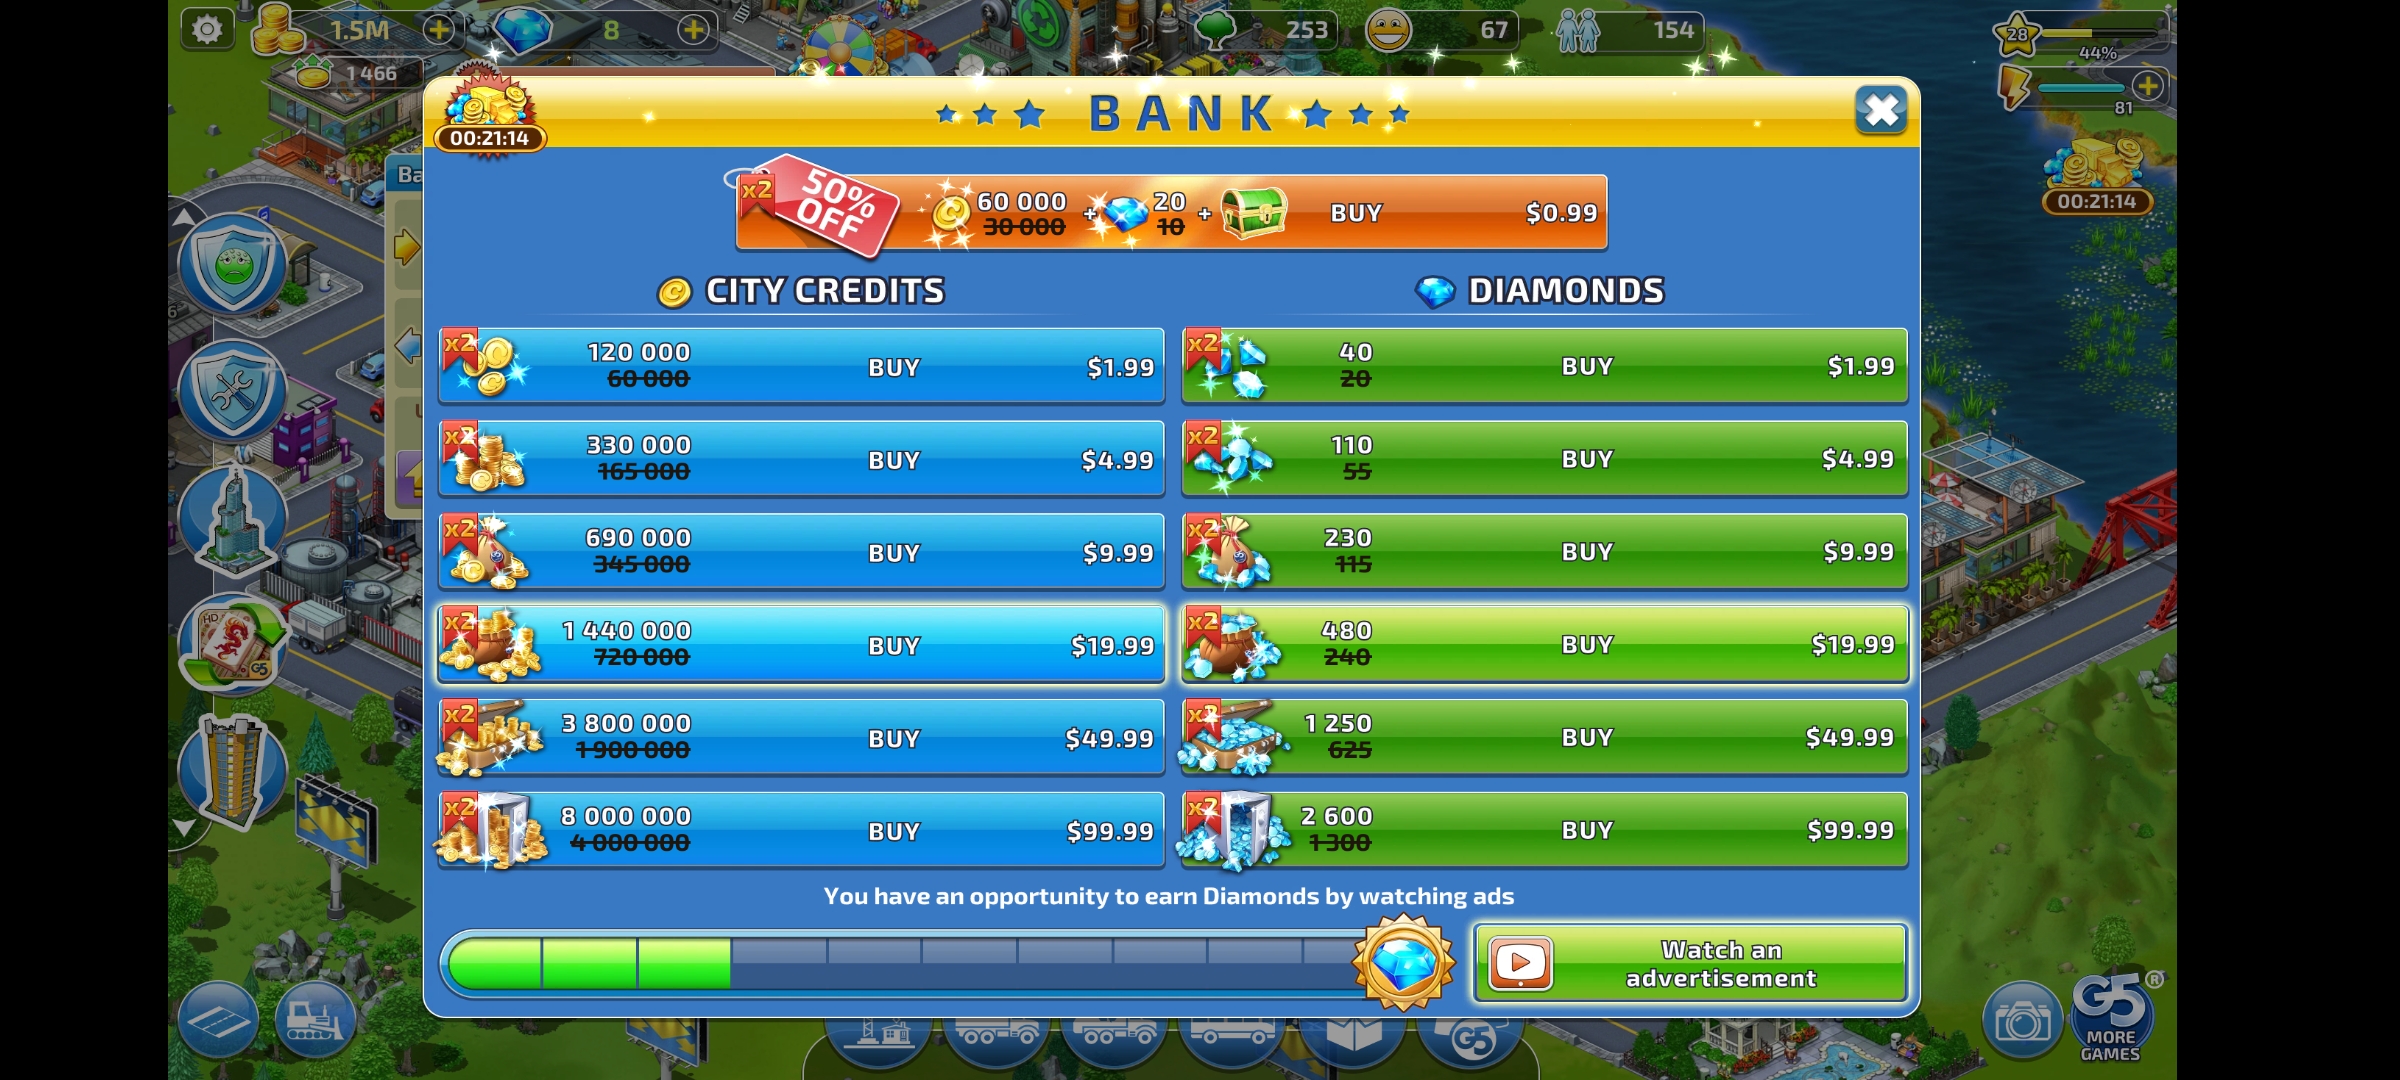 1.5M
8
253
67
154
28
44%
1 466
81
00:21:14
BANK
00:21:14
Ba
x2
50% OFF
60 000
30 000
+
20
10
+
BUY
$0.99
CITY CREDITS
DIAMONDS
x2
120 000
60 000
BUY
$1.99
x2
40
20
BUY
$1.99
x2
330 000
165 000
BUY
$4.99
x2
110
55
BUY
$4.99
x2
690 000
345 000
BUY
$9.99
x2
230
115
BUY
$9.99
x2
1 440 000
720 000
BUY
$19.99
x2
480
240
BUY
$19.99
x2
3 800 000
1 900 000
BUY
$49.99
x2
1 250
625
BUY
$49.99
x2
8 000 000
4 000 000
BUY
$99.99
x2
2 600
1 300
BUY
$99.99
HD
G5
You have an opportunity to earn Diamonds by watching ads
Watch an
advertisement
G5
G5®
MORE
GAMES